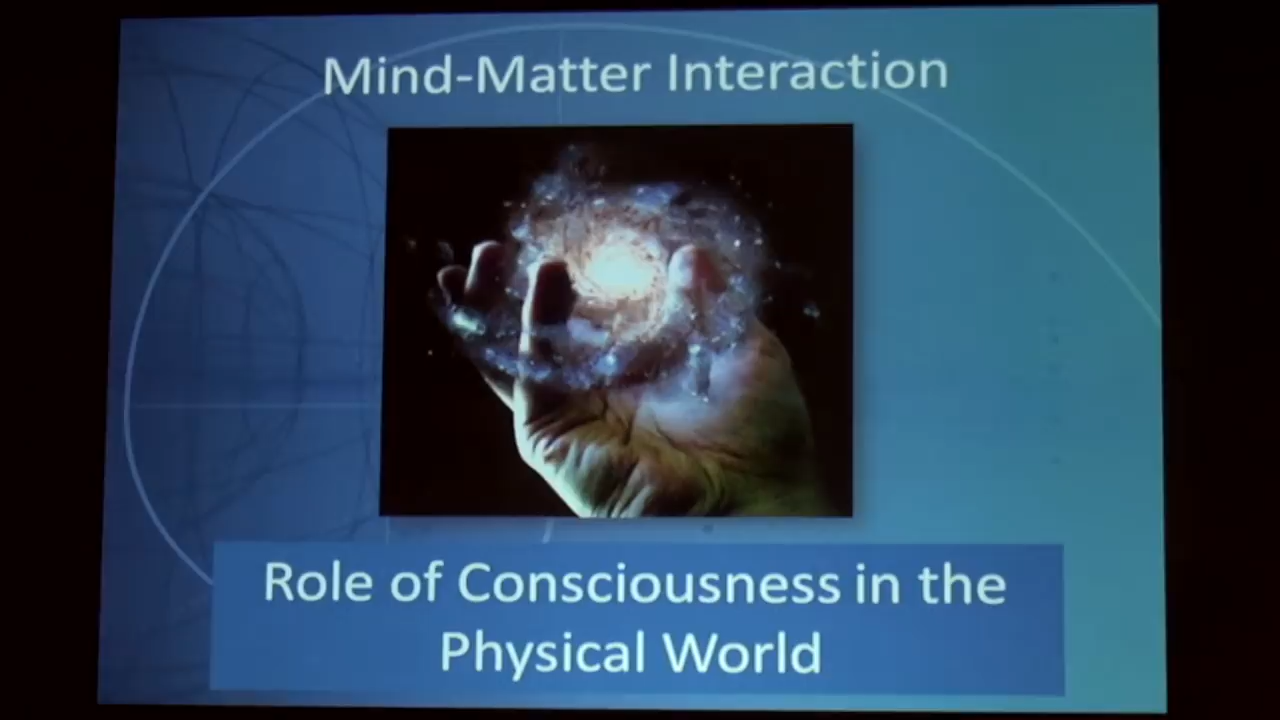 Mind-Matter Interaction
Role of Consciousness in the
Physical World